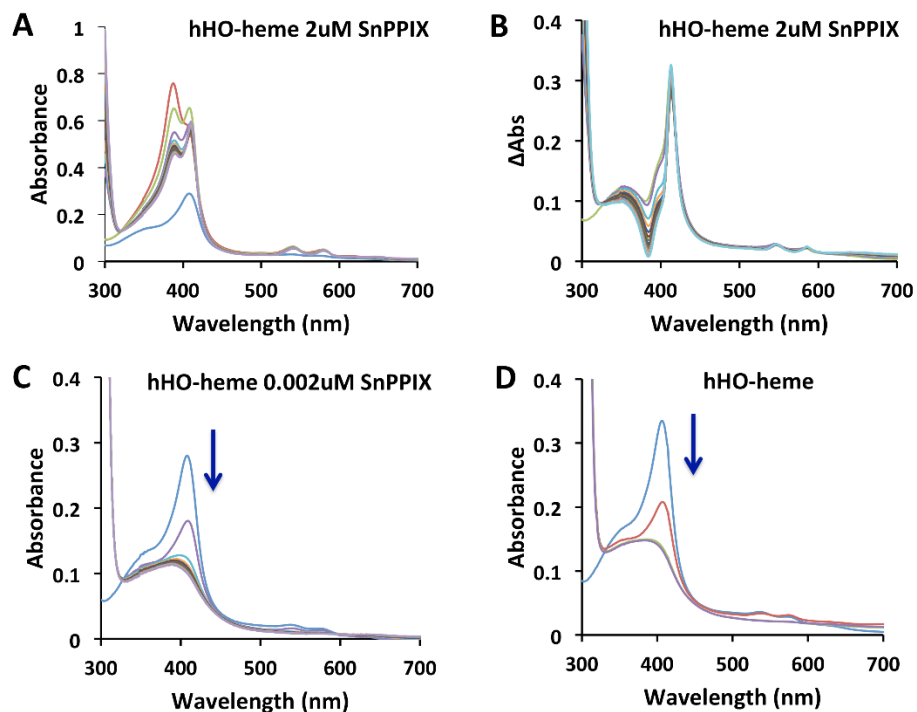 A
hHO-heme 2uM SnPPIX
1
0.8
0.6
0.4
0.2
0
Absorbance
300 400 500 600 700
Wavelength (nm)
B
hHO-heme 2uM SnPPIX
0.4
0.3
0.2
0.1
0
ΔAbs
300 400 500 600 700
Wavelength (nm)
C
hHO-heme 0.002uM SnPPIX
0.4
0.3
0.2
0.1
0
Absorbance
300 400 500 600 700
Wavelength (nm)
D
hHO-heme
0.4
0.3
0.2
0.1
0
Absorbance
300 400 500 600 700
Wavelength (nm)